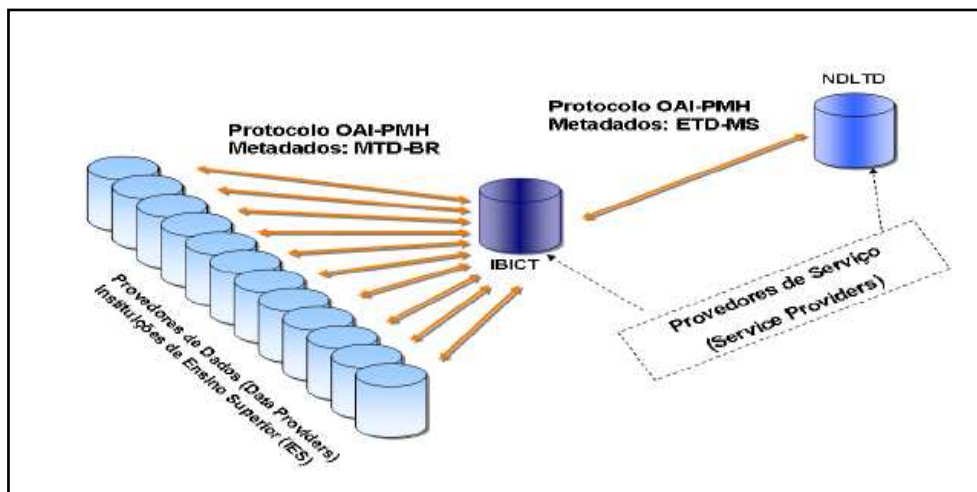 NDLTD
Protocolo OAI-PMH
Metadados: ETD-MS
Protocolo OAI-PMH
Metadados: MTD-BR
IBICT
Provedores de Serviço
(Service Providers)
Provedores de Dados (Data Providers)
Instituições de Ensino Superior (IES)